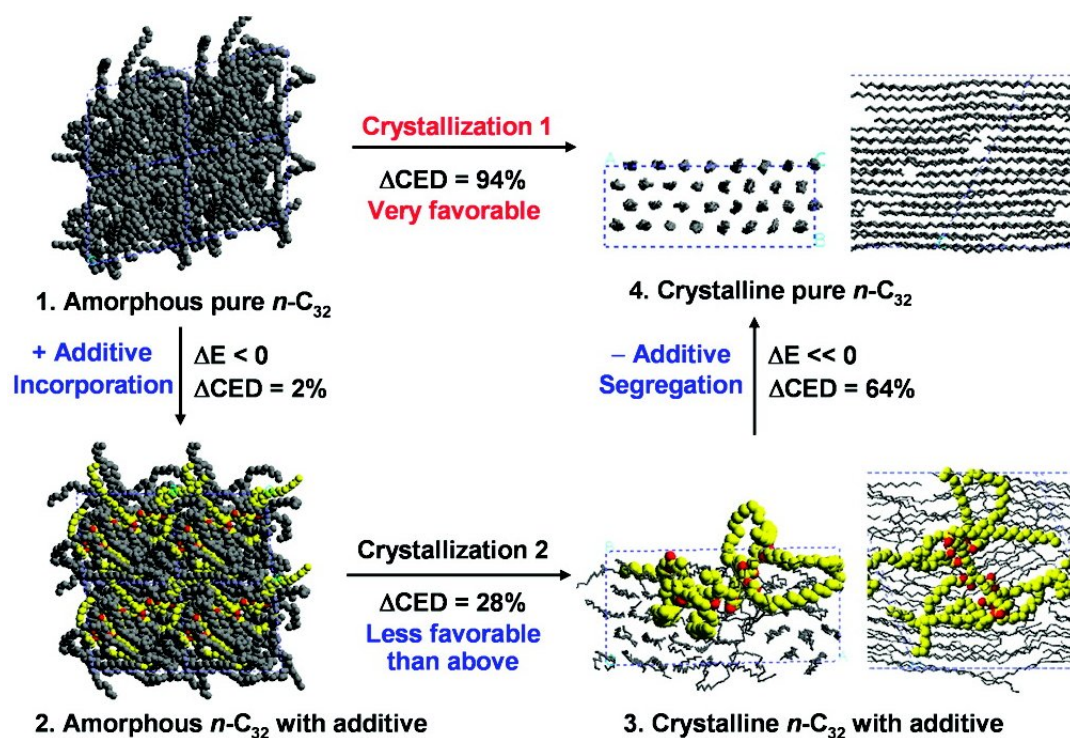 Crystallization 1
ΔCED = 94%
Very favorable
1. Amorphous pure n-C₃₂
4. Crystalline pure n-C₃₂
+ Additive
Incorporation
ΔE < 0
ΔCED = 2%
− Additive
Segregation
ΔE << 0
ΔCED = 64%
Crystallization 2
ΔCED = 28%
Less favorable
than above
2. Amorphous n-C₃₂ with additive
3. Crystalline n-C₃₂ with additive